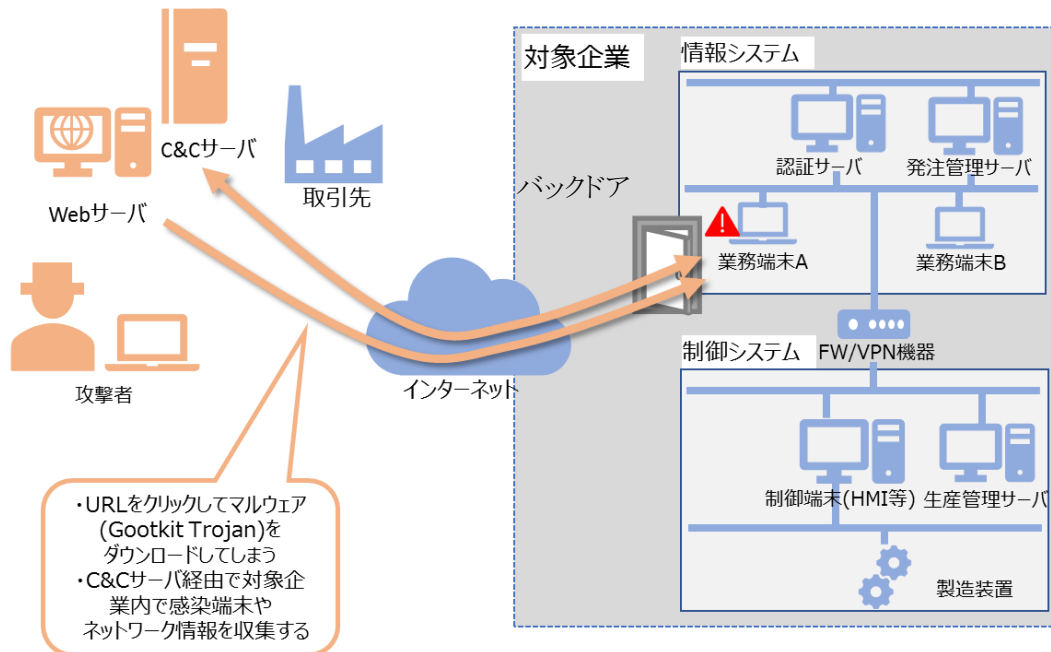 対象企業
情報システム
C&Cサーバ
取引先
Webサーバ
認証サーバ
発注管理サーバ
バックドア
業務端末A
業務端末B
攻撃者
インターネット
制御システム
FW/VPN機器
制御端末(HMI等)
生産管理サーバ
製造装置
・URLをクリックしてマルウェア
(Gootkit Trojan)を
ダウンロードしてしまう
・C&Cサーバ経由で対象企
業内で感染端末や
ネットワーク情報を収集する